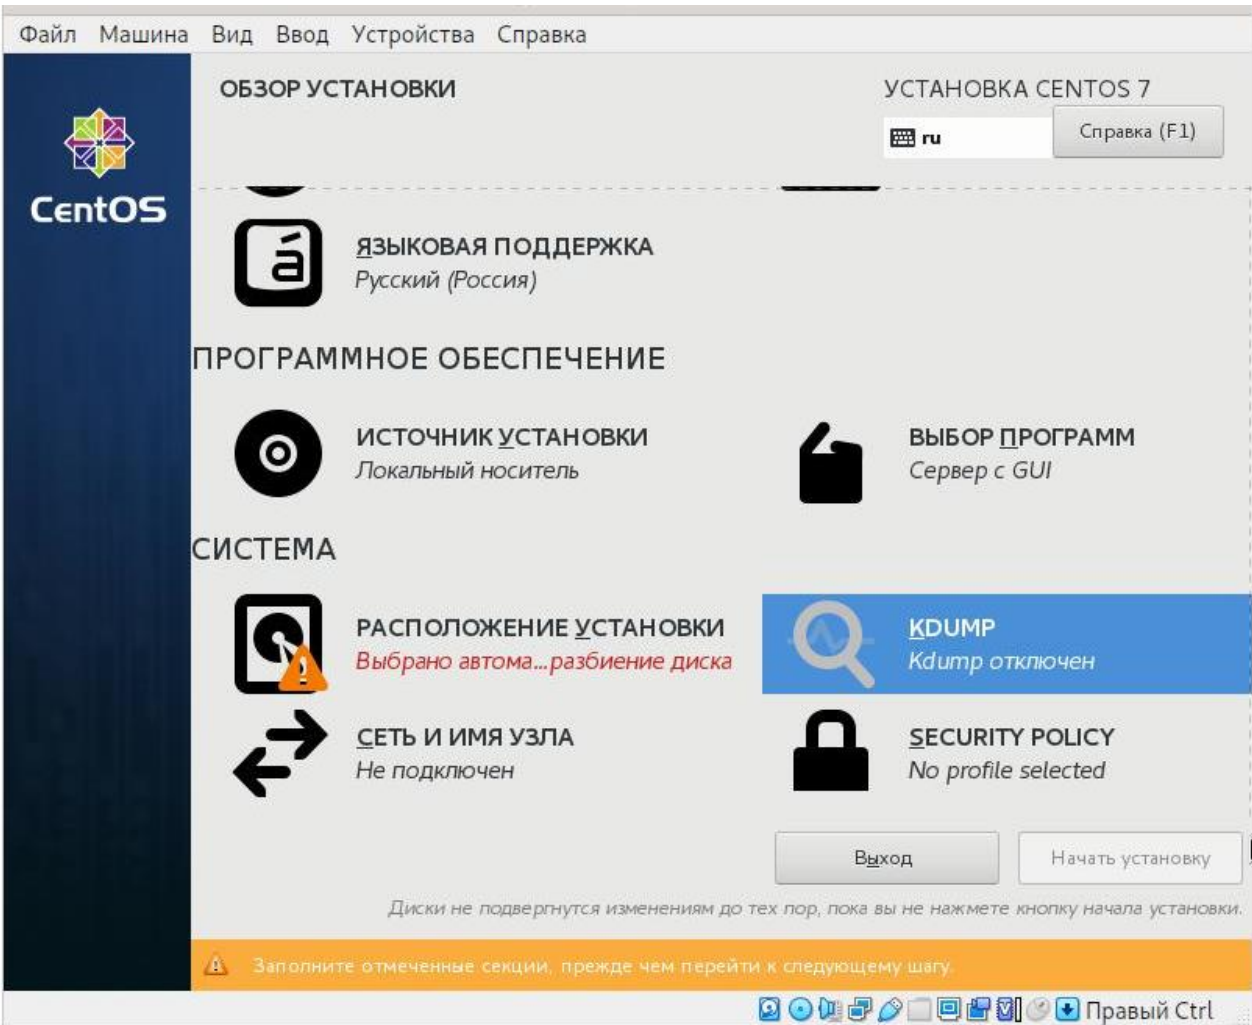 Файл Машина Вид Ввод Устройства Справка
ОБЗОР УСТАНОВКИ
УСТАНОВКА CENTOS 7
ru
Справка (F1)
CentOS
ЯЗЫКОВАЯ ПОДДЕРЖКА
Русский (Россия)
ПРОГРАММНОЕ ОБЕСПЕЧЕНИЕ
ИСТОЧНИК УСТАНОВКИ
Локальный носитель
ВЫБОР ПРОГРАММ
Сервер с GUI
СИСТЕМА
РАСПОЛОЖЕНИЕ УСТАНОВКИ
Выбрано автома...разбиение диска
KDUMP
Kdump отключен
СЕТЬ И ИМЯ УЗЛА
Не подключен
SECURITY POLICY
No profile selected
Выход
Начать установку
Диски не подвергнутся изменениям до тех пор, пока вы не нажмете кнопку начала установки.
Заполните отмеченные секции, прежде чем перейти к следующему шагу.
Правый Ctrl